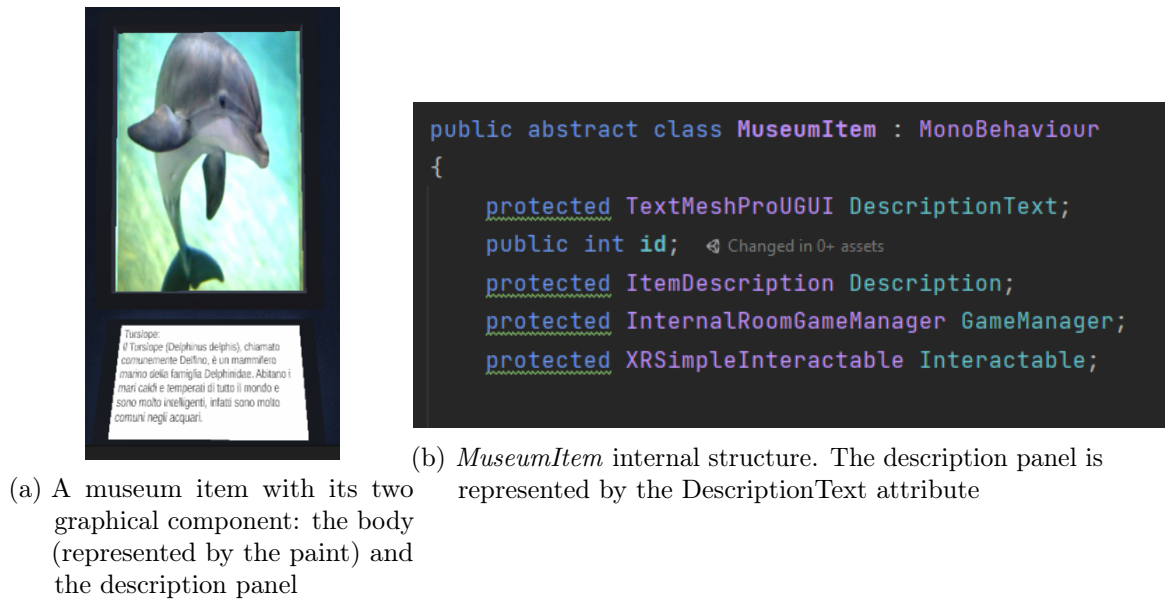 Tursiope:
Il Tursiope (Delphinus delphis), chiamato
comunemente Delfino, è un mammifero
marino della famiglia Delphinidae. Abitano i
mari caldi e temperati di tutto il mondo e
sono molto intelligenti, infatti sono molto
comuni negli acquari.
(a) A museum item with its two
graphical component: the body
(represented by the paint) and
the description panel
public abstract class MuseumItem : MonoBehaviour
{
protected TextMeshProUGUI DescriptionText;
public int id; Changed in 0+ assets
protected ItemDescription Description;
protected InternalRoomGameManager GameManager;
protected XRSimpleInteractable Interactable;
(b) MuseumItem internal structure. The description panel is
represented by the DescriptionText attribute